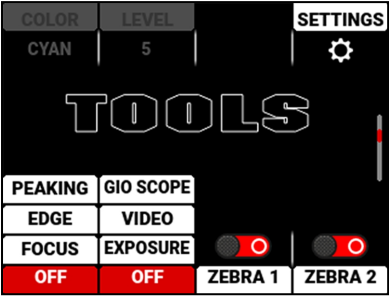 COLOR LEVEL SETTINGS
CYAN 5
TOOLS
PEAKING GIO SCOPE
EDGE VIDEO
FOCUS EXPOSURE
OFF OFF ZEBRA 1 ZEBRA 2